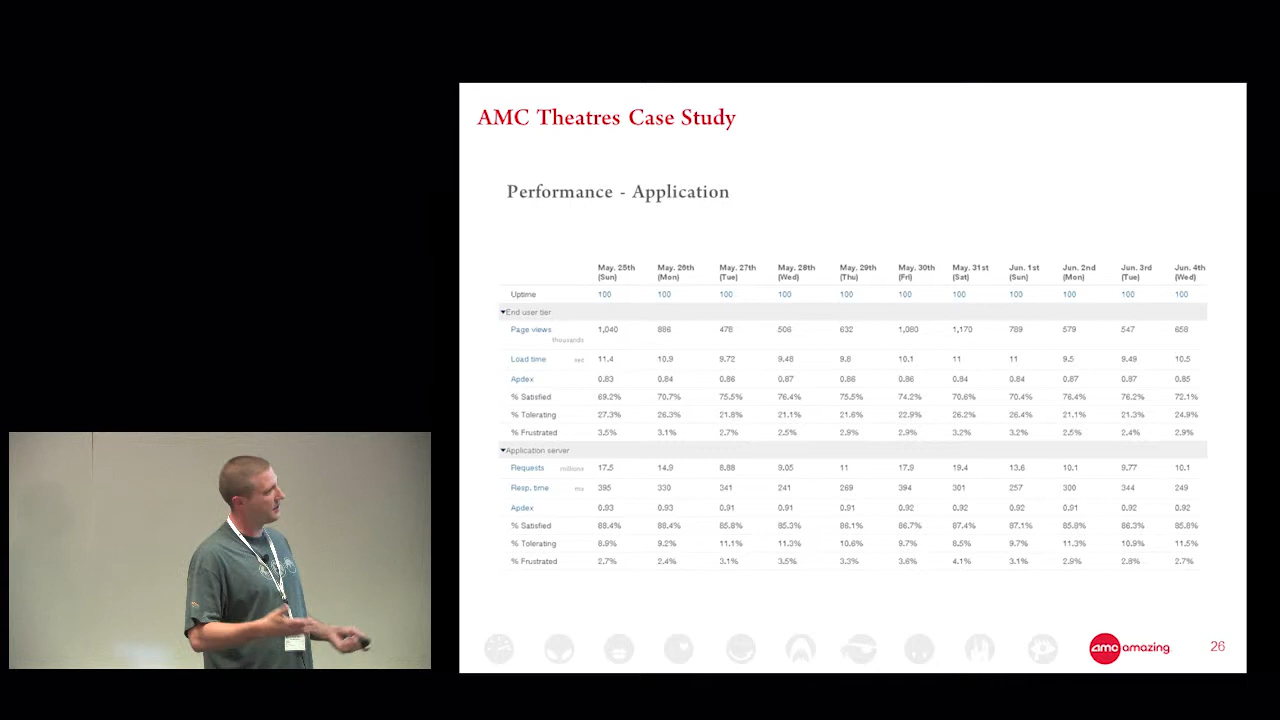 AMC Theatres Case Study
Performance - Application
May. 25th (Sun) May. 26th (Mon) May. 27th (Tue) May. 28th (Wed) May. 29th (Thu) May. 30th (Fri) May. 31st (Sat) Jun. 1st (Sun) Jun. 2nd (Mon) Jun. 3rd (Tue) Jun. 4th (Wed)
Uptime 100 100 100 100 100 100 100 100 100 100 100
End user tier
Page views thousands 1,040 886 478 506 632 1,080 1,170 789 579 547 658
Load time sec 11.4 10.9 9.72 9.48 9.8 10.1 11 11 9.5 9.49 10.5
Apdex 0.83 0.84 0.86 0.87 0.86 0.86 0.84 0.84 0.87 0.87 0.85
% Satisfied 69.2% 70.7% 75.5% 76.4% 75.5% 74.2% 70.6% 70.4% 76.4% 76.2% 72.1%
% Tolerating 27.3% 26.3% 21.8% 21.1% 21.6% 22.9% 26.2% 26.4% 21.1% 21.3% 24.9%
% Frustrated 3.5% 3.1% 2.7% 2.5% 2.9% 2.9% 3.2% 3.2% 2.5% 2.4% 2.9%
Application server
Requests millions 17.5 14.9 8.88 9.05 11 17.9 19.4 13.6 10.1 9.77 10.1
Resp. time ms 395 330 341 241 269 394 301 257 300 344 249
Apdex 0.93 0.93 0.91 0.91 0.91 0.92 0.92 0.92 0.91 0.92 0.92
% Satisfied 88.4% 88.4% 85.8% 85.3% 86.1% 86.7% 87.4% 87.1% 85.8% 86.3% 85.8%
% Tolerating 8.9% 9.2% 11.1% 11.3% 10.6% 9.7% 8.5% 9.7% 11.3% 10.9% 11.5%
% Frustrated 2.7% 2.4% 3.1% 3.5% 3.3% 3.6% 4.1% 3.1% 2.9% 2.8% 2.7%
amc amazing 26